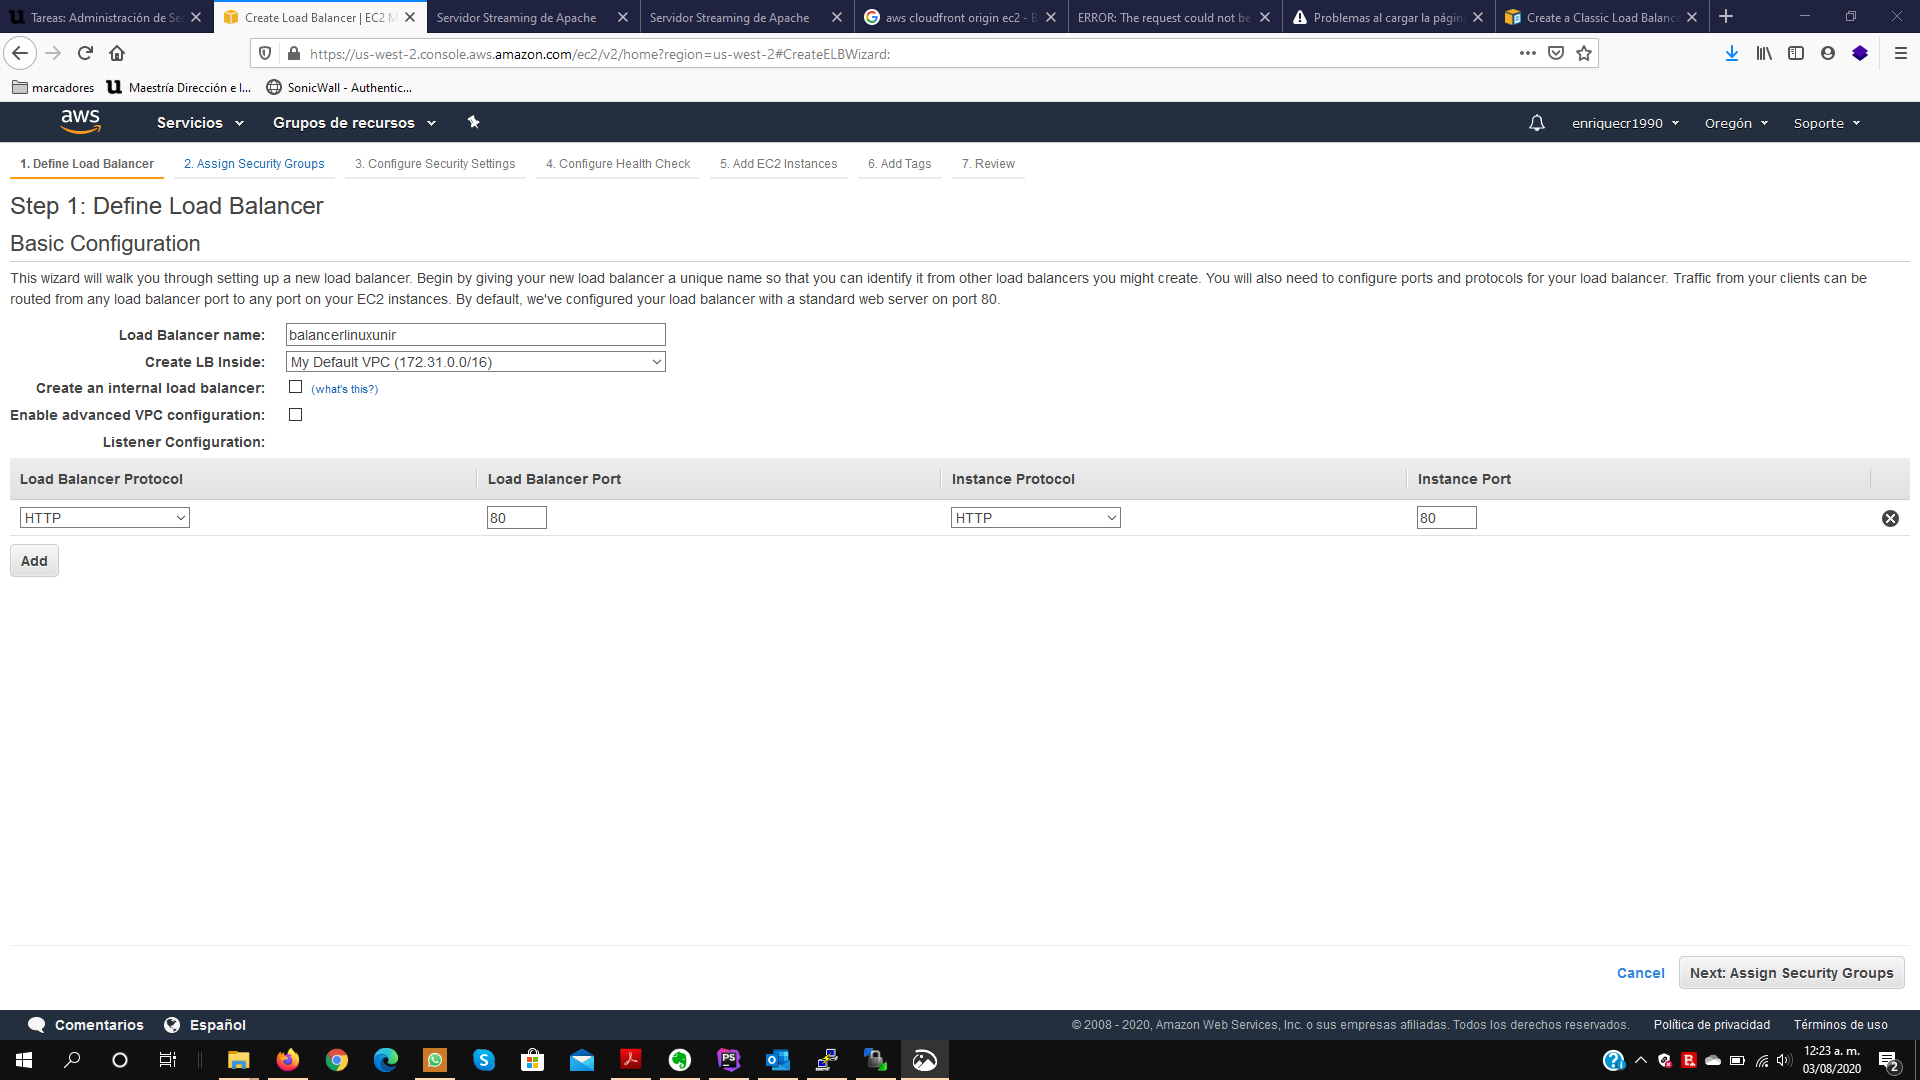 Tareas: Administración de Se
Create Load Balancer | EC2 M
Servidor Streaming de Apache
Servidor Streaming de Apache
aws cloudfront origin ec2 - B
ERROR: The request could not be
Problemas al cargar la página
Create a Classic Load Balance
https://us-west-2.console.aws.amazon.com/ec2/v2/home?region=us-west-2#CreateELBWizard:
marcadores
Maestría Dirección e I...
SonicWall - Authentic...
aws
Servicios
Grupos de recursos
enriquecr1990
Oregón
Soporte
1. Define Load Balancer
2. Assign Security Groups
3. Configure Security Settings
4. Configure Health Check
5. Add EC2 Instances
6. Add Tags
7. Review
Step 1: Define Load Balancer
Basic Configuration
This wizard will walk you through setting up a new load balancer. Begin by giving your new load balancer a unique name so that you can identify it from other load balancers you might create. You will also need to configure ports and protocols for your load balancer. Traffic from your clients can be
routed from any load balancer port to any port on your EC2 instances. By default, we've configured your load balancer with a standard web server on port 80.
Load Balancer name: balancerlinuxunir
Create LB Inside: My Default VPC (172.31.0.0/16)
Create an internal load balancer: (what's this?)
Enable advanced VPC configuration:
Listener Configuration:
Load Balancer Protocol Load Balancer Port Instance Protocol Instance Port
HTTP 80 HTTP 80
Add
Cancel
Next: Assign Security Groups
Comentarios
Español
© 2008 - 2020, Amazon Web Services, Inc. o sus empresas afiliadas. Todos los derechos reservados.
Política de privacidad
Términos de uso
12:23 a. m.
03/08/2020
2